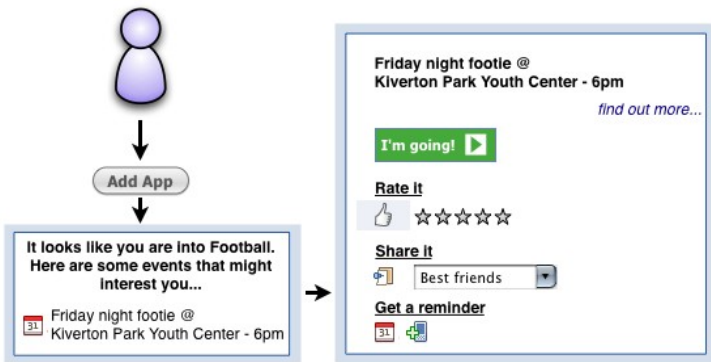 Add App
It looks like you are into Football.
Here are some events that might
interest you...
31
Friday night footie @
Kiverton Park Youth Center - 6pm
Friday night footie @
Kiverton Park Youth Center - 6pm
find out more...
I'm going!
Rate it
Share it
Best friends
Get a reminder
31